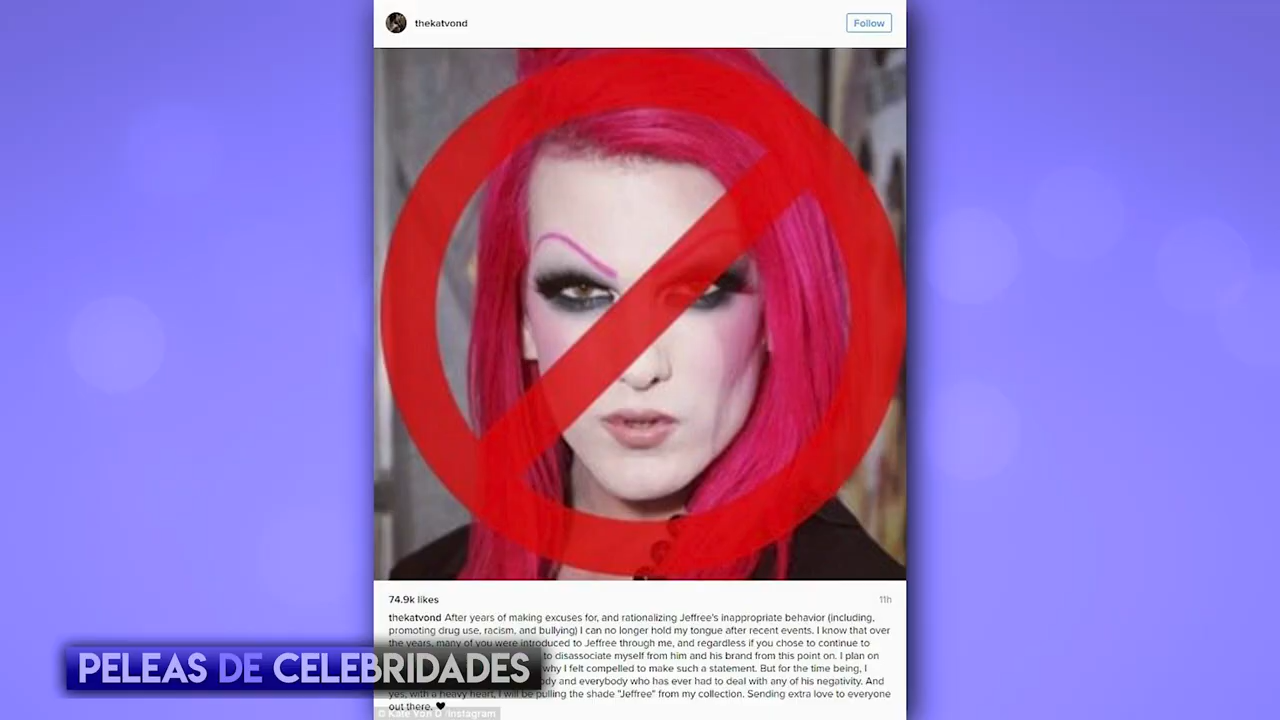 thekatvond
Follow
74.9k likes
11h
thekatvond After years of making excuses for, and rationalizing Jeffree's inappropriate behavior (including,
promoting drug use, racism, and bullying) I can no longer hold my tongue after recent events. I know that over
the years, many of you were introduced to Jeffree through me, and regardless if you chose to continue to
to disassociate myself from him and his brand from this point on. I plan on
why I felt compelled to make such a statement. But for the time being, I
ody and everybody who has ever had to deal with any of his negativity. And
yes, with a heavy heart, I will be pulling the shade "Jeffree" from my collection. Sending extra love to everyone
out there. 🖤
PELEAS DE CELEBRIDADES
© Kate Von D /Instagram